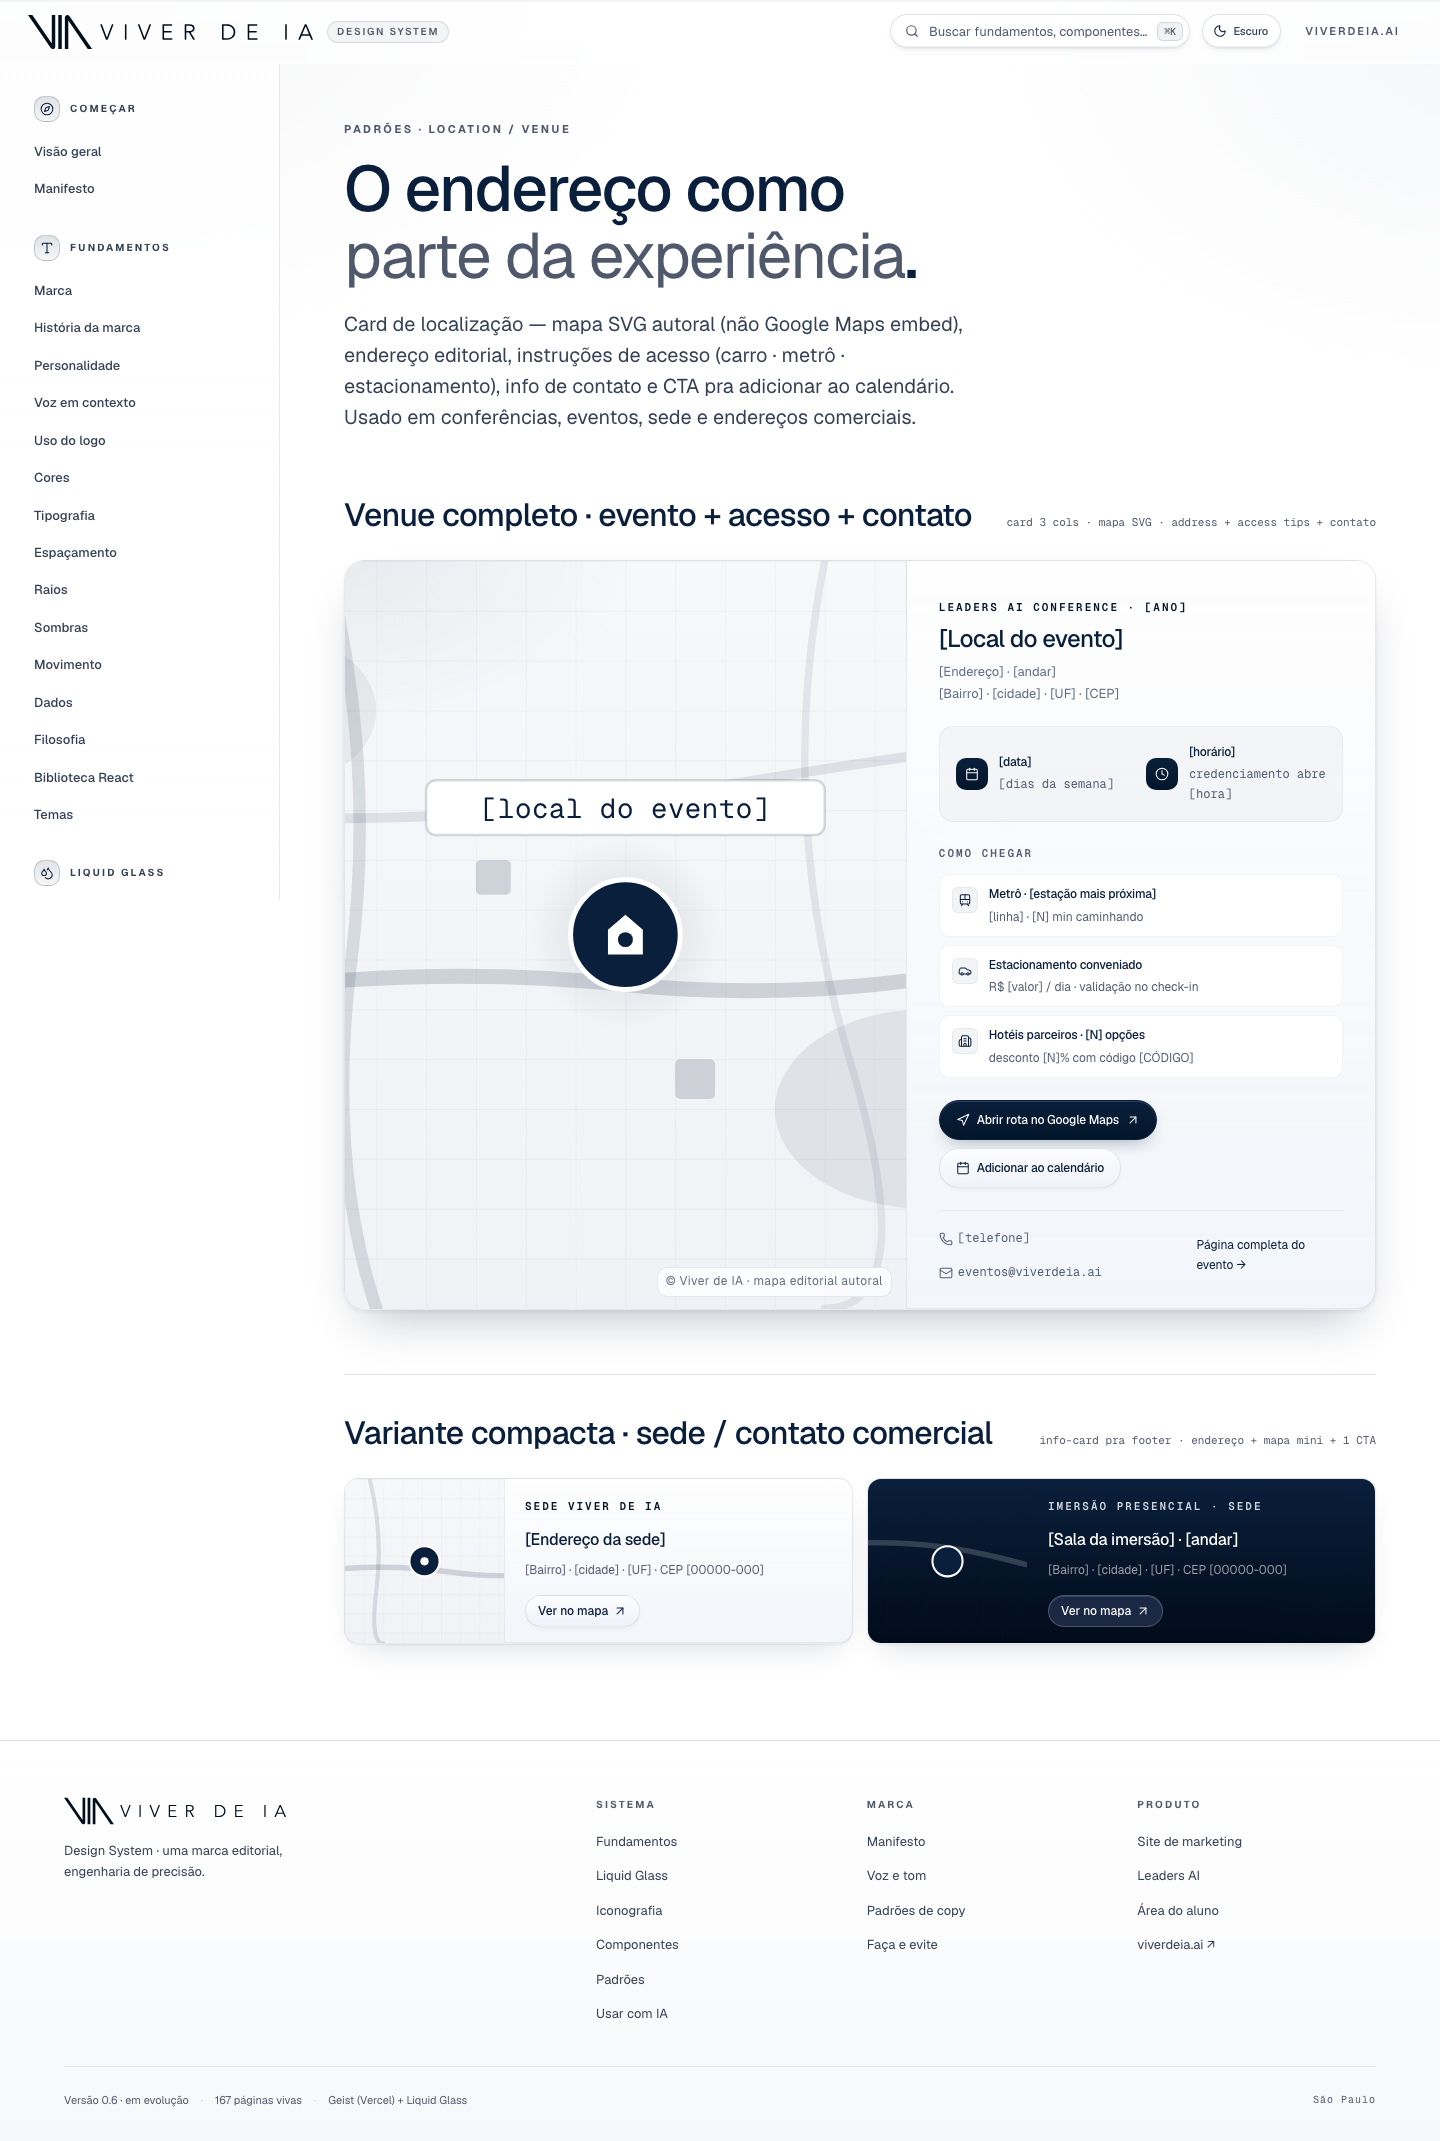 VIVER DE IA
DESIGN SYSTEM
Buscar fundamentos, componentes...
⌘K
Escuro
VIVERDEIA.AI
COMEÇAR
Visão geral
Manifesto
FUNDAMENTOS
Marca
História da marca
Personalidade
Voz em contexto
Uso do logo
Cores
Tipografia
Espaçamento
Raios
Sombras
Movimento
Dados
Filosofia
Biblioteca React
Temas
LIQUID GLASS
PADRÕES · LOCATION / VENUE
O endereço como
parte da experiência.
Card de localização — mapa SVG autoral (não Google Maps embed),
endereço editorial, instruções de acesso (carro · metrô ·
estacionamento), info de contato e CTA pra adicionar ao calendário.
Usado em conferências, eventos, sede e endereços comerciais.
Venue completo · evento + acesso + contato
card 3 cols · mapa SVG · address + access tips + contato
[local do evento]
© Viver de IA · mapa editorial autoral
LEADERS AI CONFERENCE · [ANO]
[Local do evento]
[Endereço] · [andar]
[Bairro] · [cidade] · [UF] · [CEP]
[data]
[dias da semana]
[horário]
credenciamento abre
[hora]
COMO CHEGAR
Metrô · [estação mais próxima]
[linha] · [N] min caminhando
Estacionamento conveniado
R$ [valor] / dia · validação no check-in
Hotéis parceiros · [N] opções
desconto [N]% com código [CÓDIGO]
Abrir rota no Google Maps
Adicionar ao calendário
[telefone]
eventos@viverdeia.ai
Página completa do
evento →
Variante compacta · sede / contato comercial
info-card pra footer · endereço + mapa mini + 1 CTA
SEDE VIVER DE IA
[Endereço da sede]
[Bairro] · [cidade] · [UF] · CEP [00000-000]
Ver no mapa
IMERSÃO PRESENCIAL · SEDE
[Sala da imersão] · [andar]
[Bairro] · [cidade] · [UF] · CEP [00000-000]
Ver no mapa
VIVER DE IA
Design System · uma marca editorial,
engenharia de precisão.
SISTEMA
Fundamentos
Liquid Glass
Iconografia
Componentes
Padrões
Usar com IA
MARCA
Manifesto
Voz e tom
Padrões de copy
Faça e evite
PRODUTO
Site de marketing
Leaders AI
Área do aluno
viverdeia.ai ↗
Versão 0.6 · em evolução · 167 páginas vivas · Geist (Vercel) + Liquid Glass
São Paulo